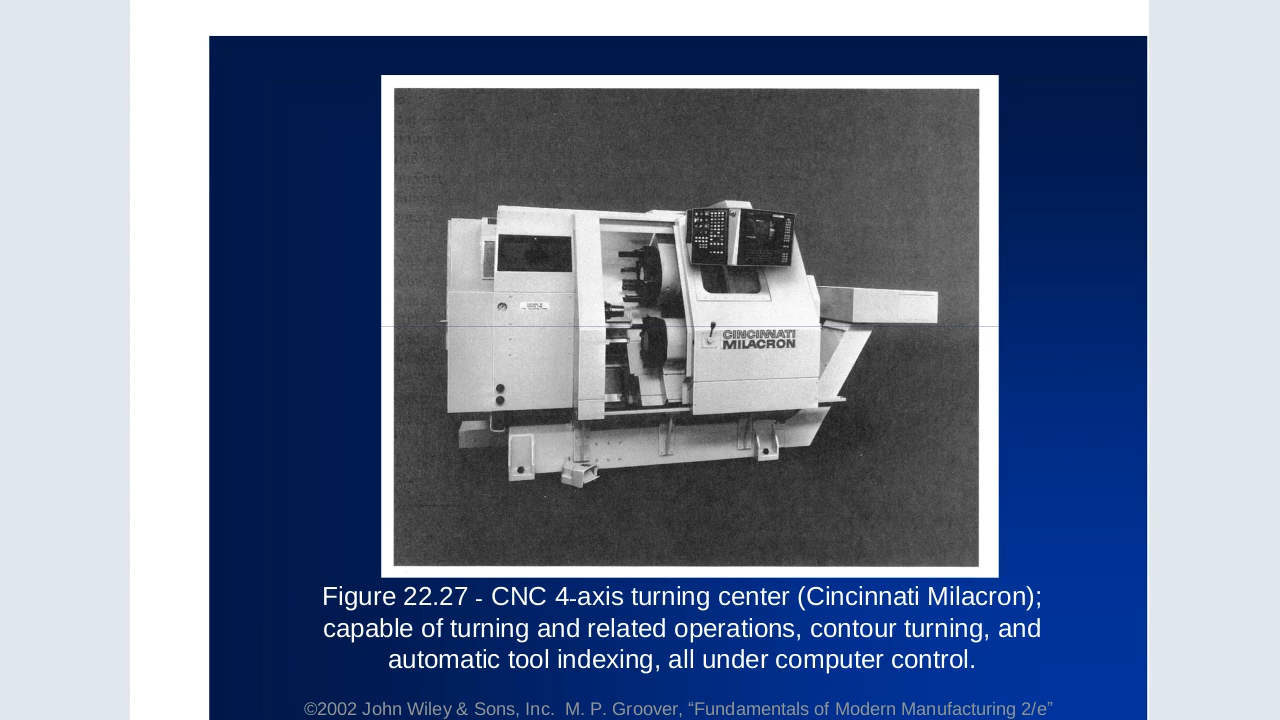 CINCINNATI
MILACRON
Figure 22.27 - CNC 4-axis turning center (Cincinnati Milacron);
capable of turning and related operations, contour turning, and
automatic tool indexing, all under computer control.
©2002 John Wiley & Sons, Inc.  M. P. Groover, “Fundamentals of Modern Manufacturing 2/e”